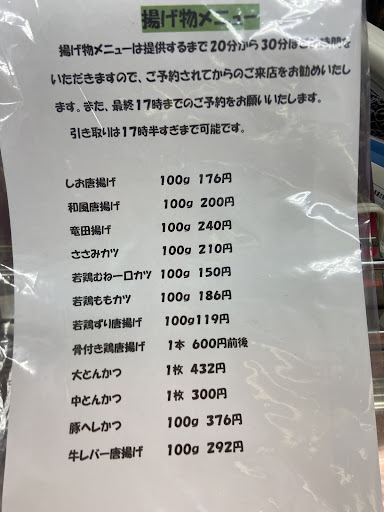 揚げ物メニュー
揚げ物メニューは提供するまで20分から30分ほどお時間を
いただきますので、ご予約されてからのご来店をお勧めいたし
ます。また、最終17時までのご予約をお願いいたします。
引き取りは17時半すぎまで可能です。
しお唐揚げ 100g 176円
和風唐揚げ 100g 200円
竜田揚げ 100g 240円
ささみカツ 100g 210円
若鶏むね一口カツ 100g 150円
若鶏ももカツ 100g 186円
若鶏ずり唐揚げ 100g119円
骨付き鶏唐揚げ 1本 600円前後
大とんかつ 1枚 432円
中とんかつ 1枚 300円
豚ヘレかつ 100g 376円
牛レバー唐揚げ 100g 292円